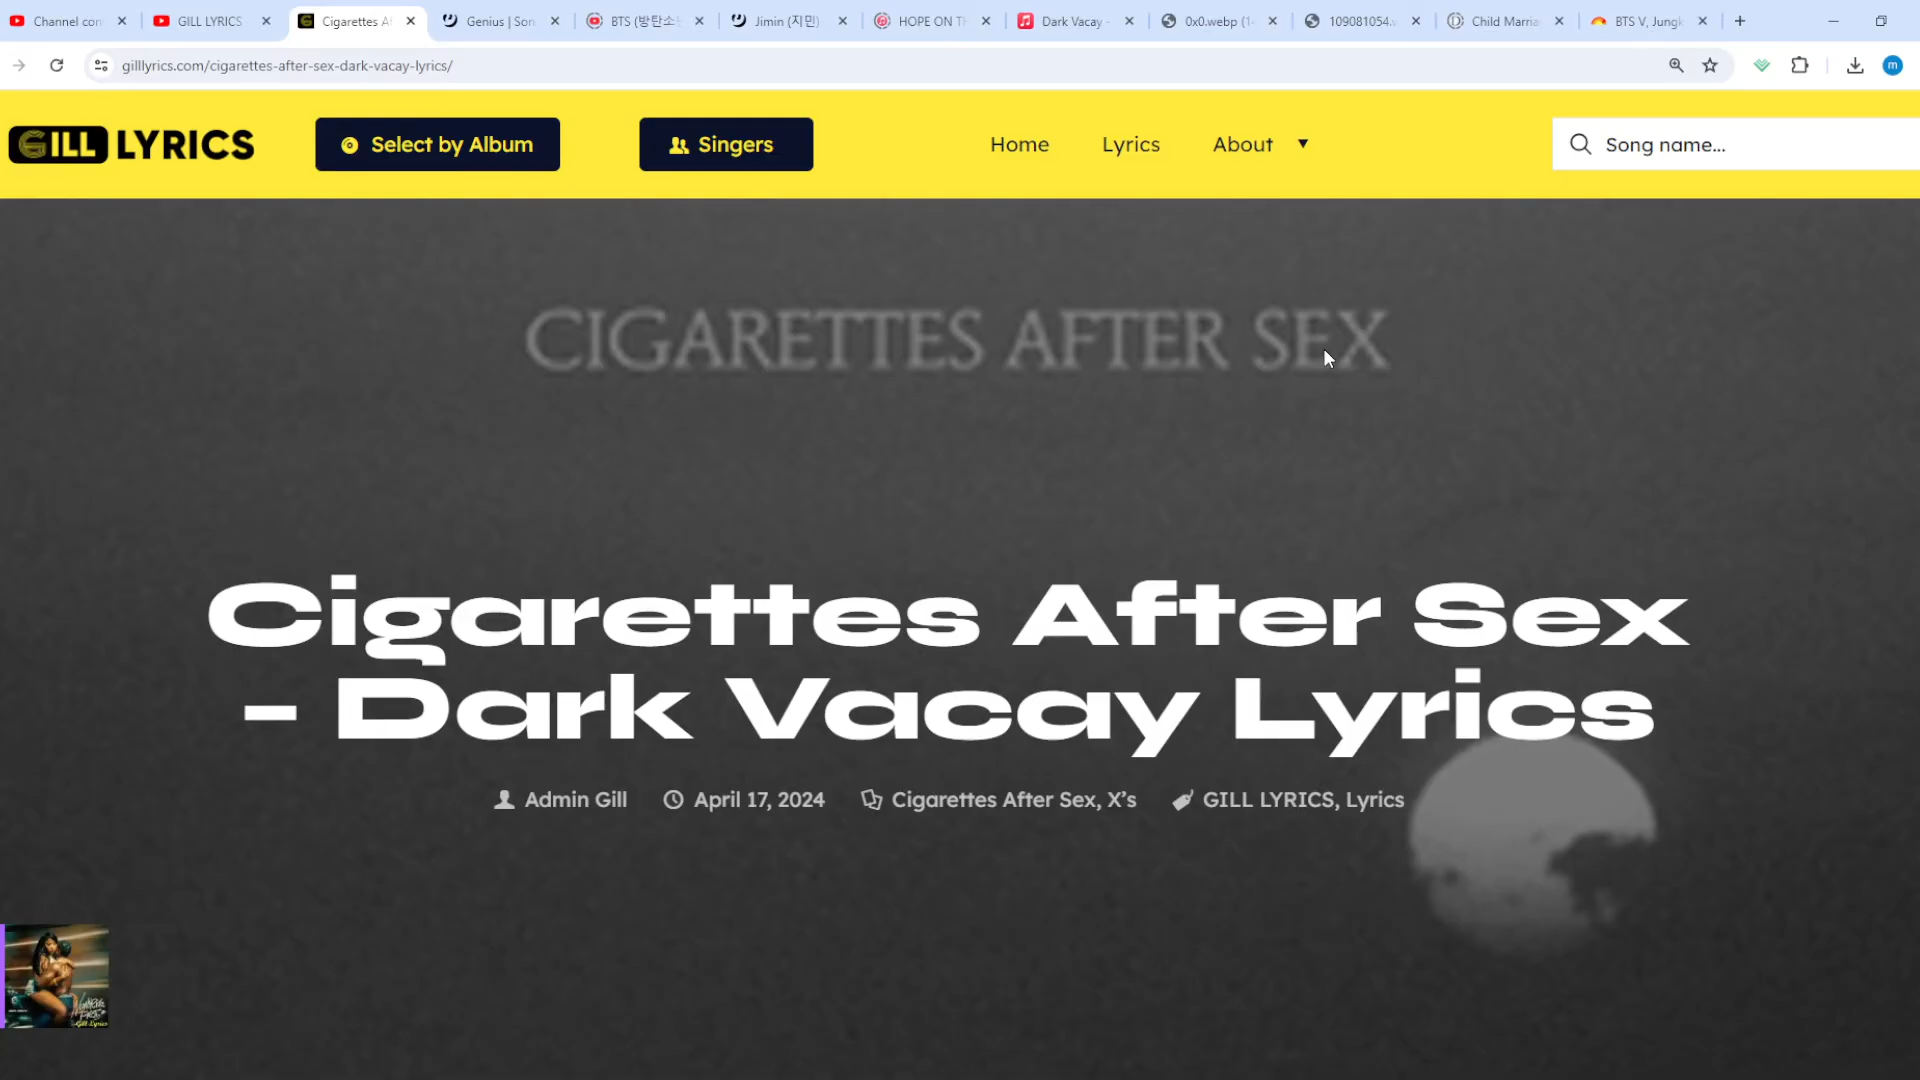 Channel con
GILL LYRICS
Cigarettes Af
Genius | Son
BTS (방탄소
Jimin (지민)
HOPE ON TH
Dark Vacay -
0x0.webp (1
109081054.
Child Marria
BTS V, Jungk
gilllyrics.com/cigarettes-after-sex-dark-vacay-lyrics/
m
GILL LYRICS
Select by Album
Singers
Home
Lyrics
About
Song name...
CIGARETTES AFTER SEX
Cigarettes After Sex
- Dark Vacay Lyrics
Admin Gill
April 17, 2024
Cigarettes After Sex, X’s
GILL LYRICS, Lyrics